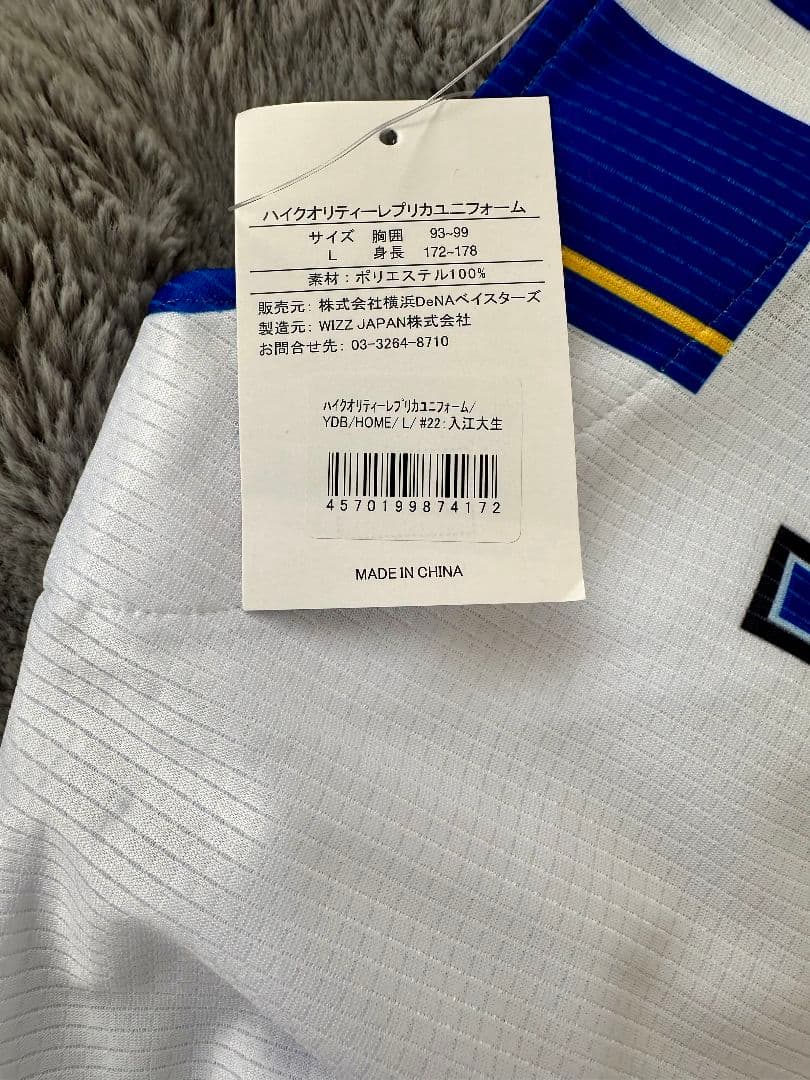 ハイクオリティーレプリカユニフォーム
サイズ 胸囲 93~99
L 身長 172~178
素材：ポリエステル100%
販売元：株式会社横浜DeNAベイスターズ
製造元：WIZZ JAPAN株式会社
お問合せ先：03-3264-8710
ﾊｲｸｵﾘﾃｨｰﾚﾌﾟﾘｶﾕﾆﾌｫｰﾑ/
YDB/HOME/L/#22:入江大生
4570199874172
MADE IN CHINA